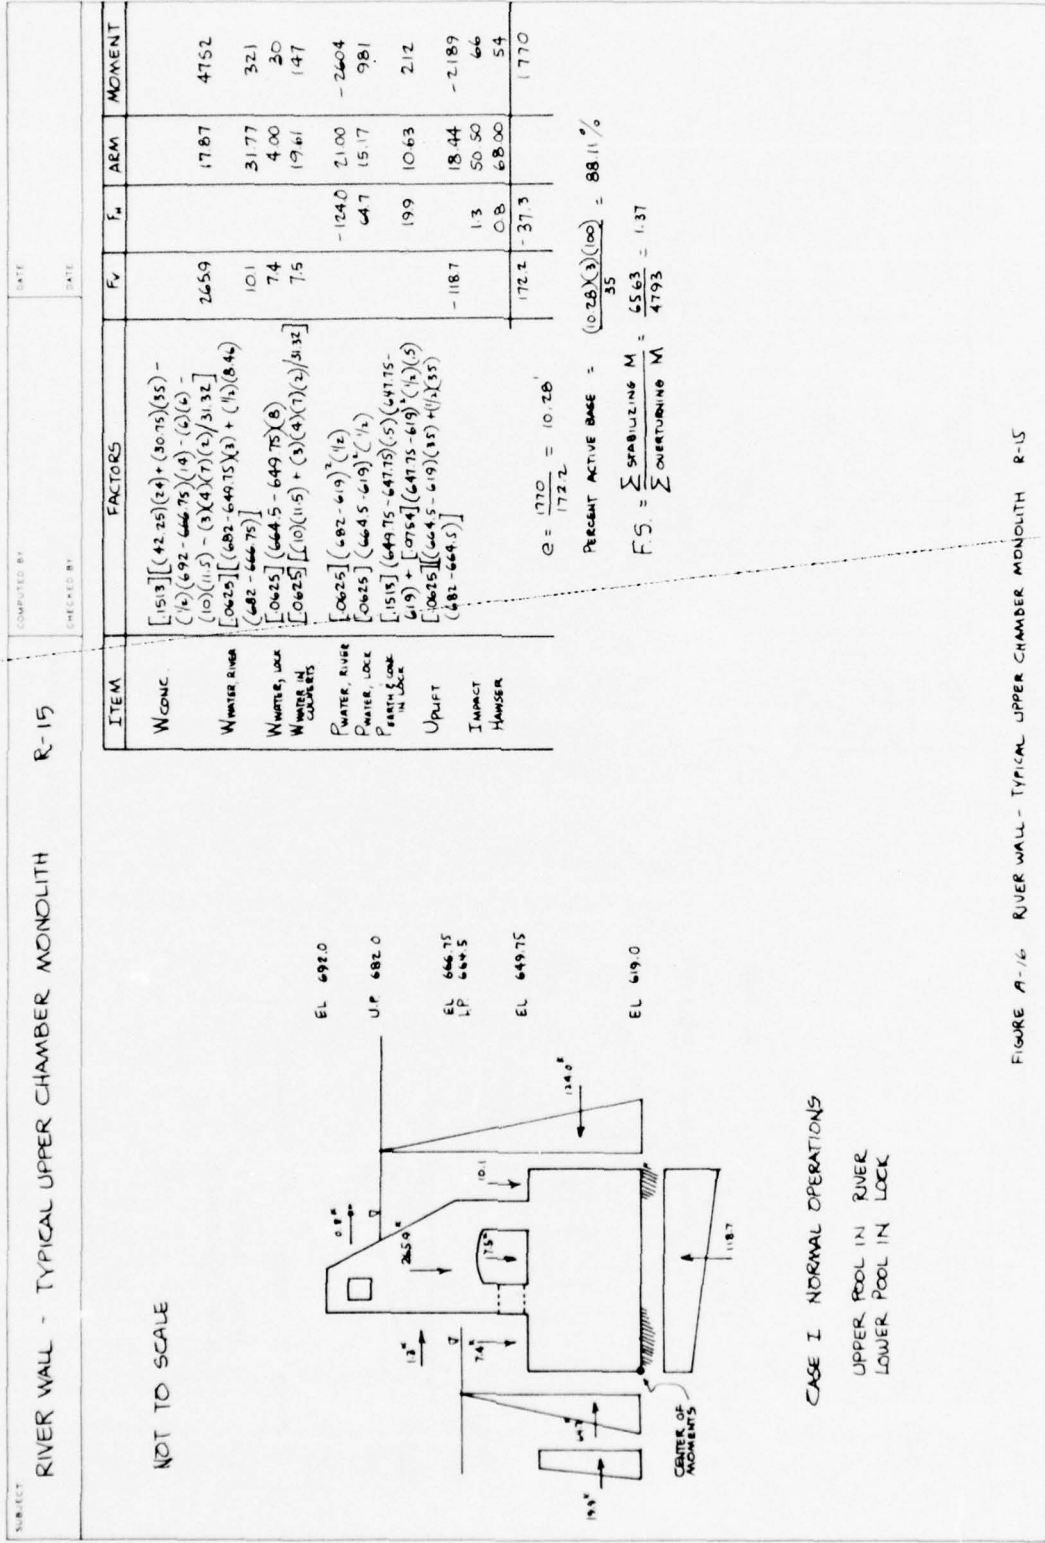 SUBJECT
RIVER WALL - TYPICAL UPPER CHAMBER MONOLITH R-15
COMPUTED BY
DATE
CHECKED BY
DATE
NOT TO SCALE
EL 692.0
U.P. 682.0
EL 666.75
L.P. 664.5
EL 649.75
EL 619.0
0.8ᴷ
265.9ᴷ
1.3ᴷ
7.4ᴷ
7.5ᴷ
10.1
124.0ᴷ
64.7ᴷ
19.9ᴷ
118.7
CENTER OF
MOMENTS
CASE I NORMAL OPERATIONS
UPPER POOL IN RIVER
LOWER POOL IN LOCK
ITEM FACTORS Fv FH ARM MOMENT
W CONC. [.1513][(42.25)(24)+(30.75)(35)-
(1/2)(692-666.75)(14)-(6)(6)-
(10)(11.5)-(3)(4)(7)(2)/31.32] 265.9 17.87 4752
W WATER, RIVER [.0625][(682-649.75)(3)+(1/2)(8.46)
(682-666.75)] 10.1 31.77 321
W WATER, LOCK [.0625](664.5-649.75)(8) 7.4 4.00 30
W WATER IN CULVERTS [.0625][(10)(11.5)+(3)(4)(7)(2)/31.32] 7.5 19.61 147
P WATER, RIVER [.0625](682-619)²(1/2) -124.0 21.00 -2604
P WATER, LOCK [.0625](664.5-619)²(1/2) 64.7 15.17 981
P EARTH & CONC IN LOCK [.1513](649.75-647.75)(.5)(647.75-
619)+[.0754](647.75-619)²(1/2)(.5) 19.9 10.63 212
UPLIFT [.0625][(664.5-619)(35)+(1/2)(35)
(682-664.5)] -118.7 18.44 -2189
IMPACT 1.3 50.50 66
HAWSER 0.8 68.00 54
172.2 -37.3 1770
e = 1770 / 172.2 = 10.28'
PERCENT ACTIVE BASE = (10.28)(3)(100) / 35 = 88.11%
F.S. = Σ STABILIZING M / Σ OVERTURNING M = 6563 / 4793 = 1.37
FIGURE A-16 RIVER WALL - TYPICAL UPPER CHAMBER MONOLITH R-15